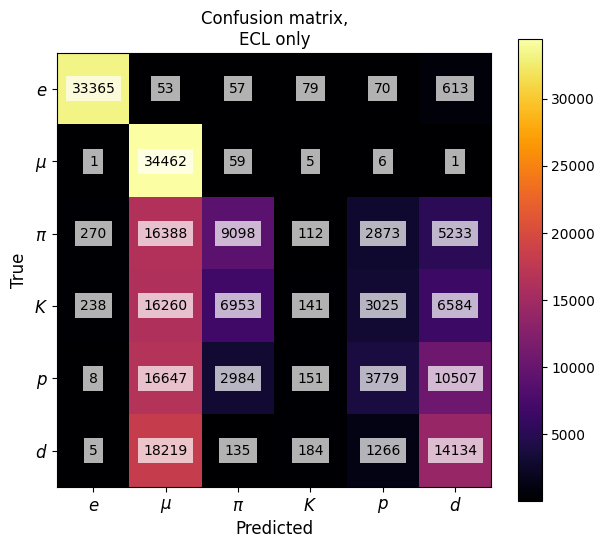 Confusion matrix,
ECL only
True
e 33365 53 57 79 70 613
μ 1 34462 59 5 6 1
π 270 16388 9098 112 2873 5233
K 238 16260 6953 141 3025 6584
p 8 16647 2984 151 3779 10507
d 5 18219 135 184 1266 14134
e μ π K p d
Predicted
30000
25000
20000
15000
10000
5000